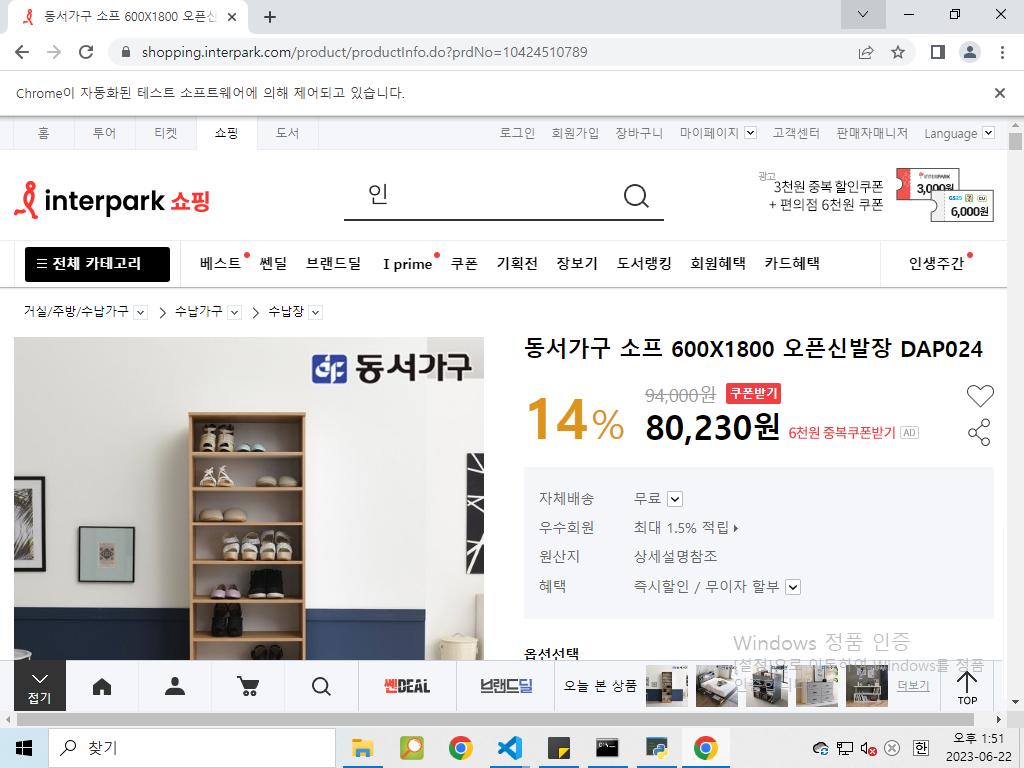 동서가구 소프 600X1800 오픈신
shopping.interpark.com/product/productInfo.do?prdNo=10424510789
Chrome이 자동화된 테스트 소프트웨어에 의해 제어되고 있습니다.
홈 투어 티켓 쇼핑 도서 로그인 회원가입 장바구니 마이페이지 고객센터 판매자매니저 Language
interpark 쇼핑
인
광고
3천원 중복 할인쿠폰
+ 편의점 6천원 쿠폰
INTERPARK
3,000원
GS25 CU
6,000원
전체 카테고리 베스트 쎈딜 브랜드딜 I prime 쿠폰 기획전 장보기 도서랭킹 회원혜택 카드혜택 인생주간
거실/주방/수납가구 수납가구 수납장
동서가구
동서가구 소프 600X1800 오픈신발장 DAP024
14%
94,000원 쿠폰받기
80,230원 6천원 중복쿠폰받기 AD
자체배송 무료
우수회원 최대 1.5% 적립
원산지 상세설명참조
혜택 즉시할인 / 무이자 할부
옵션선택
Windows 정품 인증
[설정]으로 이동하여 Windows를 정품
접기
쎈DEAL 브랜드딜 오늘 본 상품 더보기 TOP
찾기
한
오후 1:51
2023-06-22